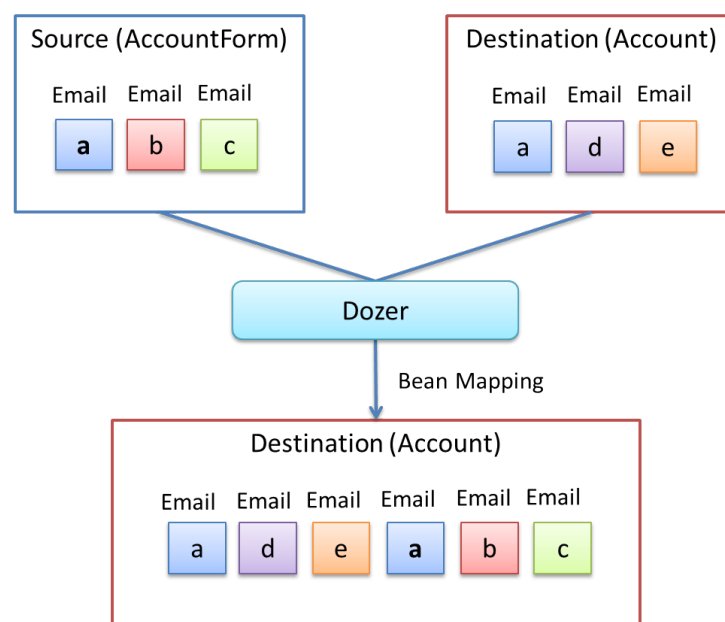 Source (AccountForm)
Email Email Email
a b c
Destination (Account)
Email Email Email
a d e
Dozer
Bean Mapping
Destination (Account)
Email Email Email Email Email Email
a d e a b c